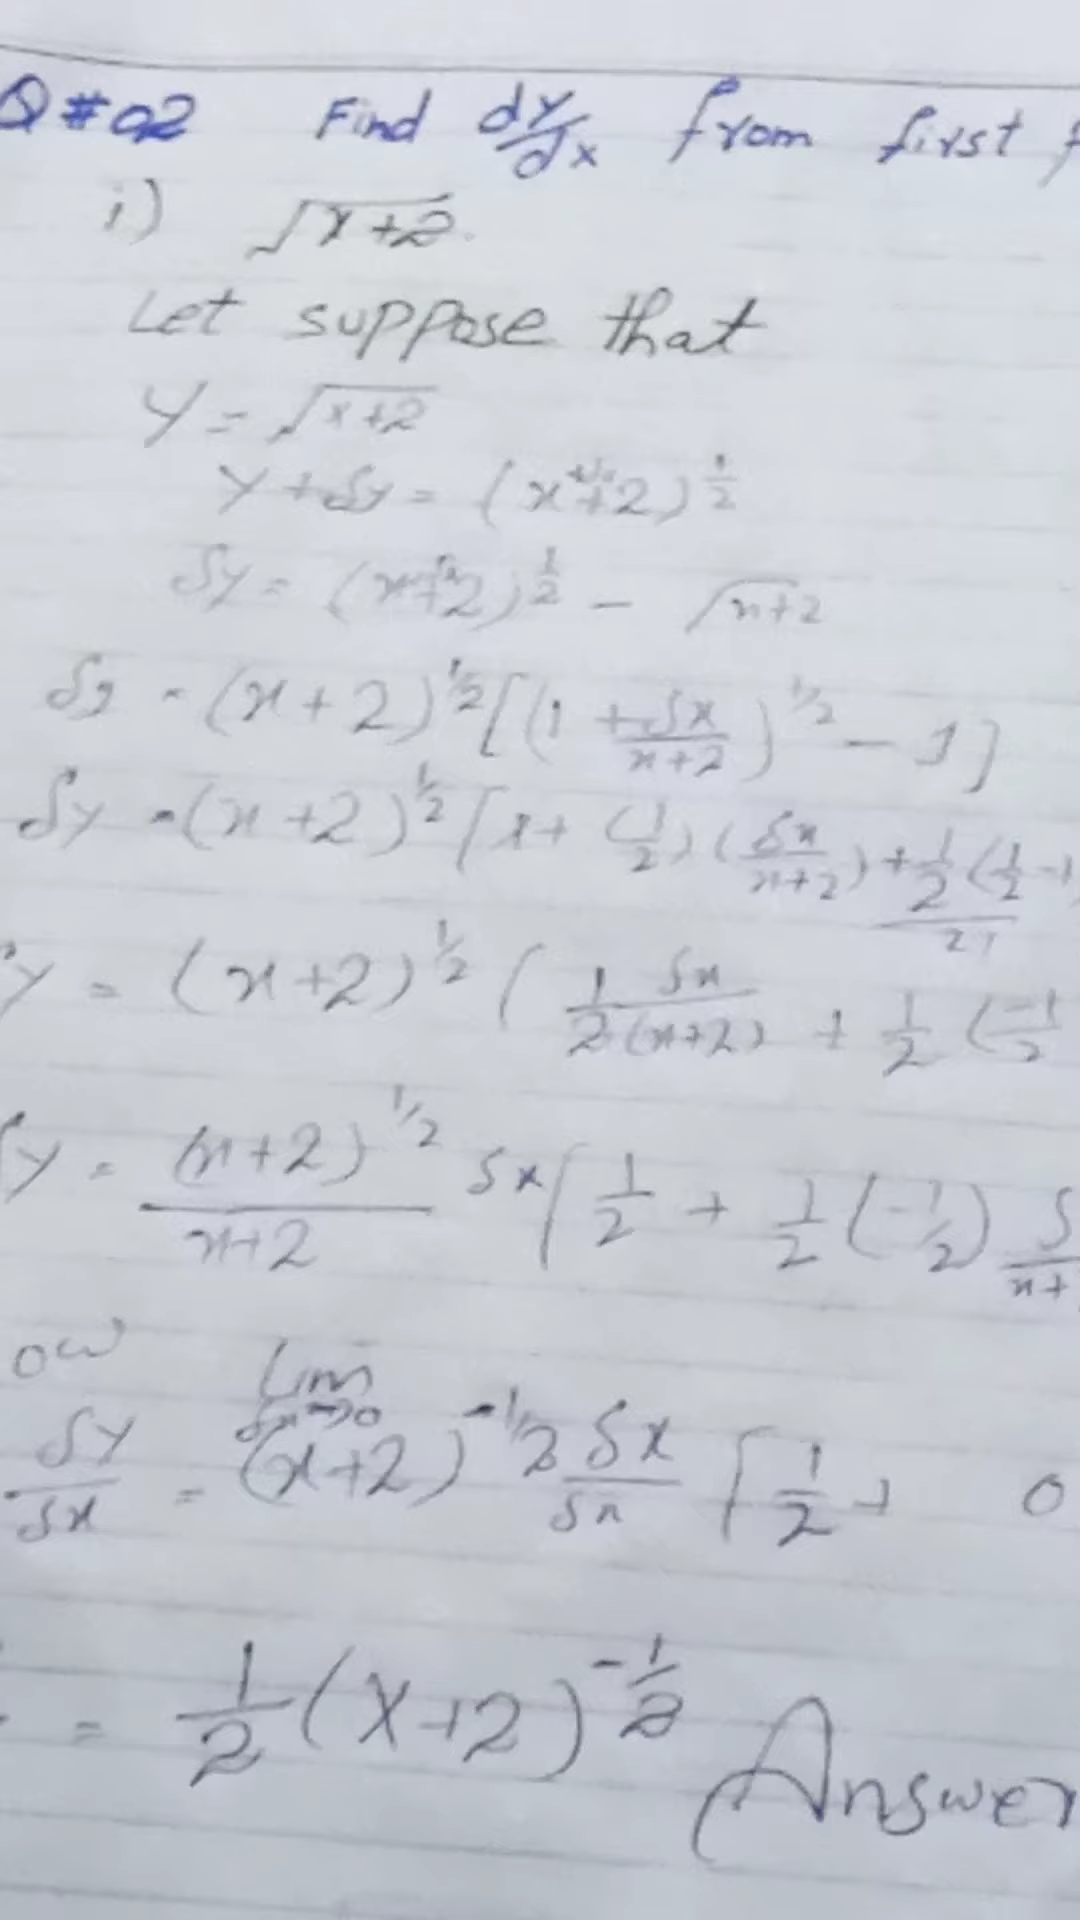 Q # 02 Find dy/dx from first
i) √x+2
Let suppose that
y = √x+2
y + δy = (x+δx+2)^1/2
δy = (x+δx+2)^1/2 - √x+2
δy = (x+2)^1/2 [(1 + δx/x+2)^1/2 - 1]
δy = (x+2)^1/2 [1 + (1/2)(δx/x+2) + 1/2(1/2-1)/2!
y = (x+2)^1/2 ( 1/2 δx/(x+2) + 1/2 (-1/2
δy = (x+2)^1/2/x+2 δx [ 1/2 + 1/2 (-1/2) δ/x+
ow Lim δx→0
δy/δx = (x+2)^-1/2 δx/δx [ 1/2 + 0
= 1/2 (x+2)^-1/2 Answer